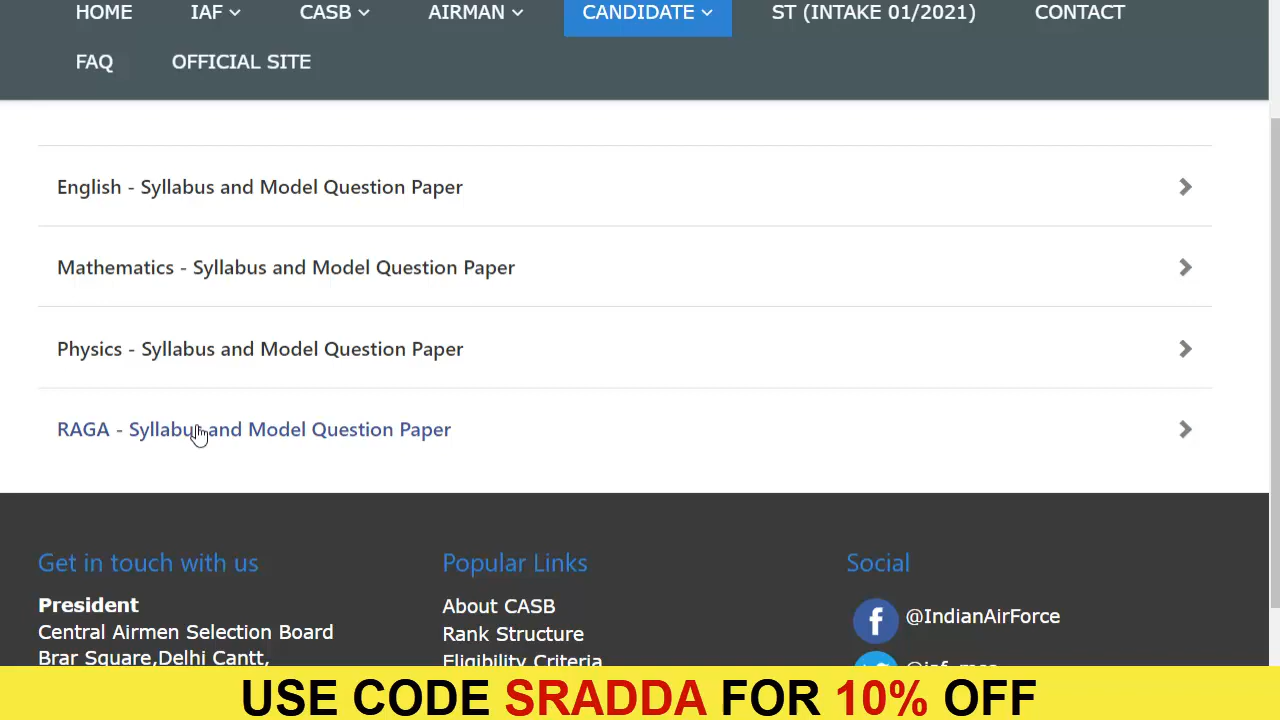 HOME IAF CASB AIRMAN CANDIDATE ST (INTAKE 01/2021) CONTACT
FAQ OFFICIAL SITE
English - Syllabus and Model Question Paper
Mathematics - Syllabus and Model Question Paper
Physics - Syllabus and Model Question Paper
RAGA - Syllabus and Model Question Paper
Get in touch with us
President
Central Airmen Selection Board
Brar Square,Delhi Cantt,
Popular Links
About CASB
Rank Structure
Eligibility Criteria
Social
@IndianAirForce
USE CODE SRADDA FOR 10% OFF